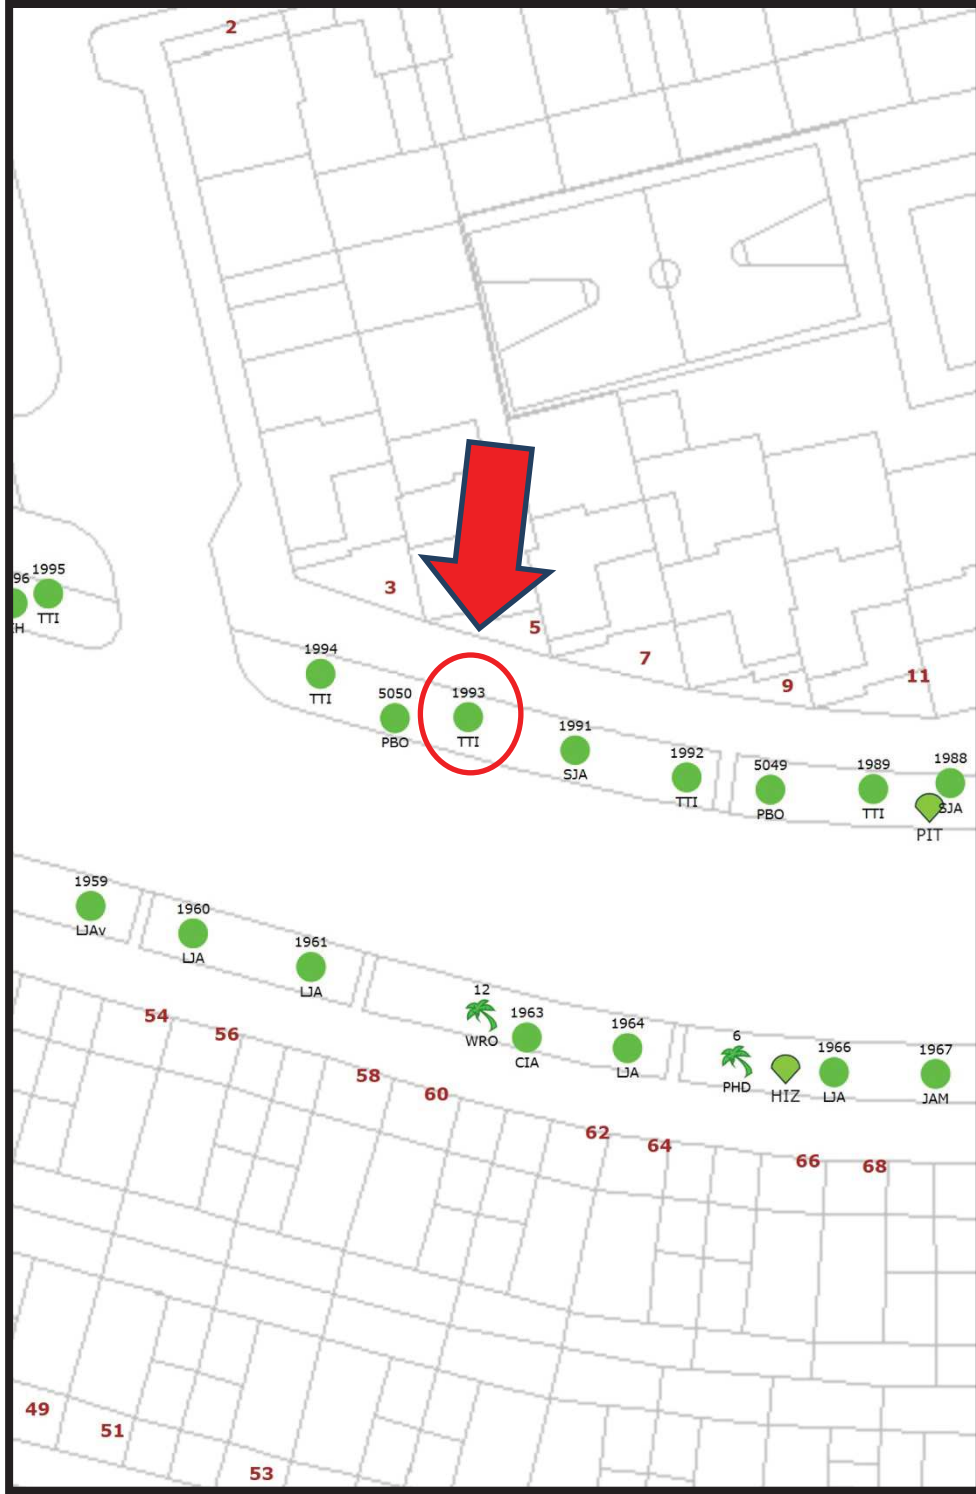 2
3
5
7
9
11
96
1995
TTI
H
1994
TTI
5050
PBO
1993
TTI
1991
SJA
1992
TTI
5049
PBO
1989
TTI
1988
SJA
PIT
1959
LJAv
1960
LJA
1961
LJA
12
WRO
1963
CIA
1964
LJA
6
PHD
HIZ
1966
LJA
1967
JAM
54
56
58
60
62
64
66
68
49
51
53